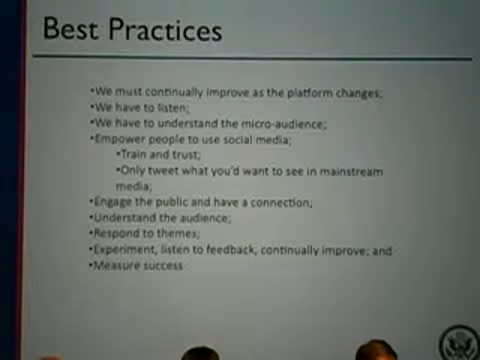 Best Practices
•We must continually improve as the platform changes;
•We have to listen;
•We have to understand the micro-audience;
•Empower people to use social media;
•Train and trust;
•Only tweet what you'd want to see in mainstream
media;
•Engage the public and have a connection;
•Understand the audience;
•Respond to themes;
•Experiment, listen to feedback, continually improve; and
•Measure success